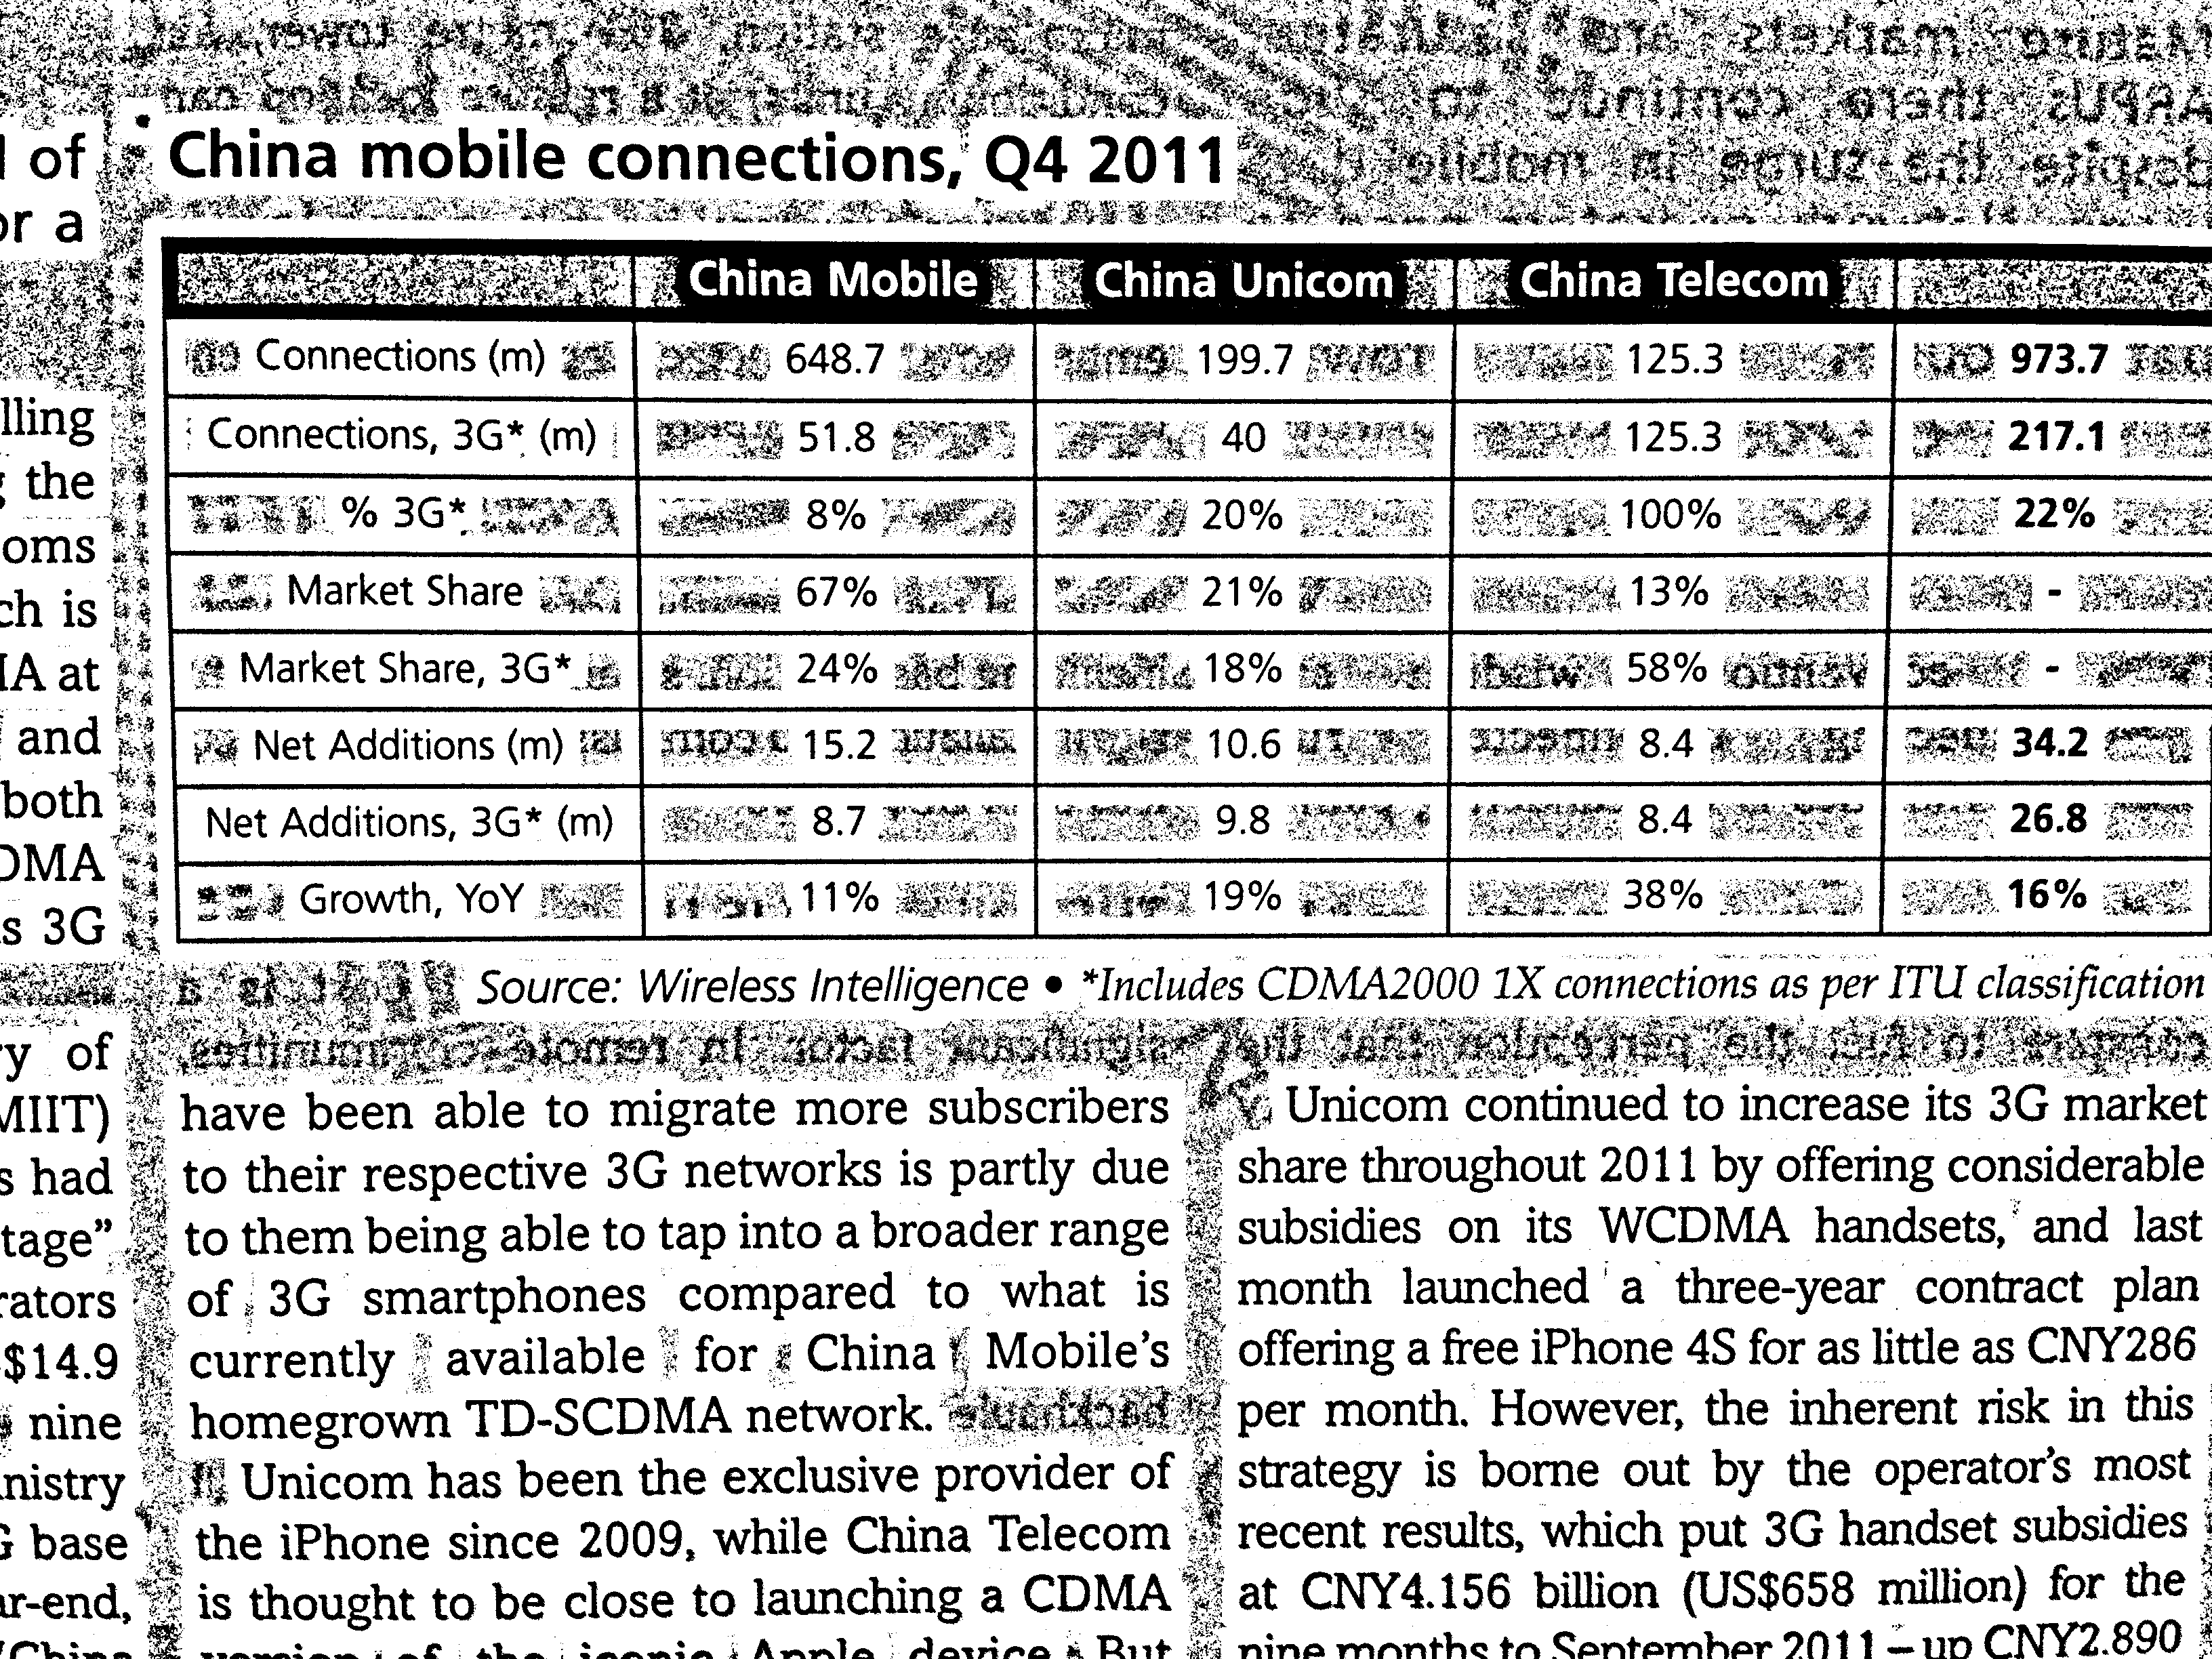 China mobile connections, Q4 2011
China Mobile China Unicom China Telecom
Connections (m) 648.7 199.7 125.3 973.7
Connections, 3G* (m) 51.8 40 125.3 217.1
% 3G* 8% 20% 100% 22%
Market Share 67% 21% 13% -
Market Share, 3G* 24% 18% 58% -
Net Additions (m) 15.2 10.6 8.4 34.2
Net Additions, 3G* (m) 8.7 9.8 8.4 26.8
Growth, YoY 11% 19% 38% 16%
Source: Wireless Intelligence • *Includes CDMA2000 1X connections as per ITU classification
of
or a
lling
the
oms
ch is
MA at
and
both
DMA
s 3G
ry of
MIIT)
s had
tage”
rators
$14.9
nine
nistry
G base
ar-end,
China
have been able to migrate more subscribers
to their respective 3G networks is partly due
to them being able to tap into a broader range
of 3G smartphones compared to what is
currently available for China Mobile's
homegrown TD-SCDMA network.
Unicom has been the exclusive provider of
the iPhone since 2009, while China Telecom
is thought to be close to launching a CDMA
version of the iconic Apple device. But
Unicom continued to increase its 3G market
share throughout 2011 by offering considerable
subsidies on its WCDMA handsets, and last
month launched a three-year contract plan
offering a free iPhone 4S for as little as CNY286
per month. However, the inherent risk in this
strategy is borne out by the operator's most
recent results, which put 3G handset subsidies
at CNY4.156 billion (US$658 million) for the
nine months to September 2011 – up CNY2.890